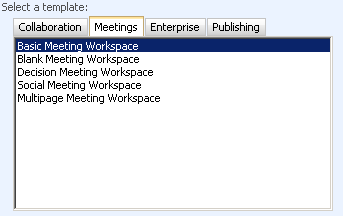 Select a template:
Collaboration Meetings Enterprise Publishing
Basic Meeting Workspace
Blank Meeting Workspace
Decision Meeting Workspace
Social Meeting Workspace
Multipage Meeting Workspace